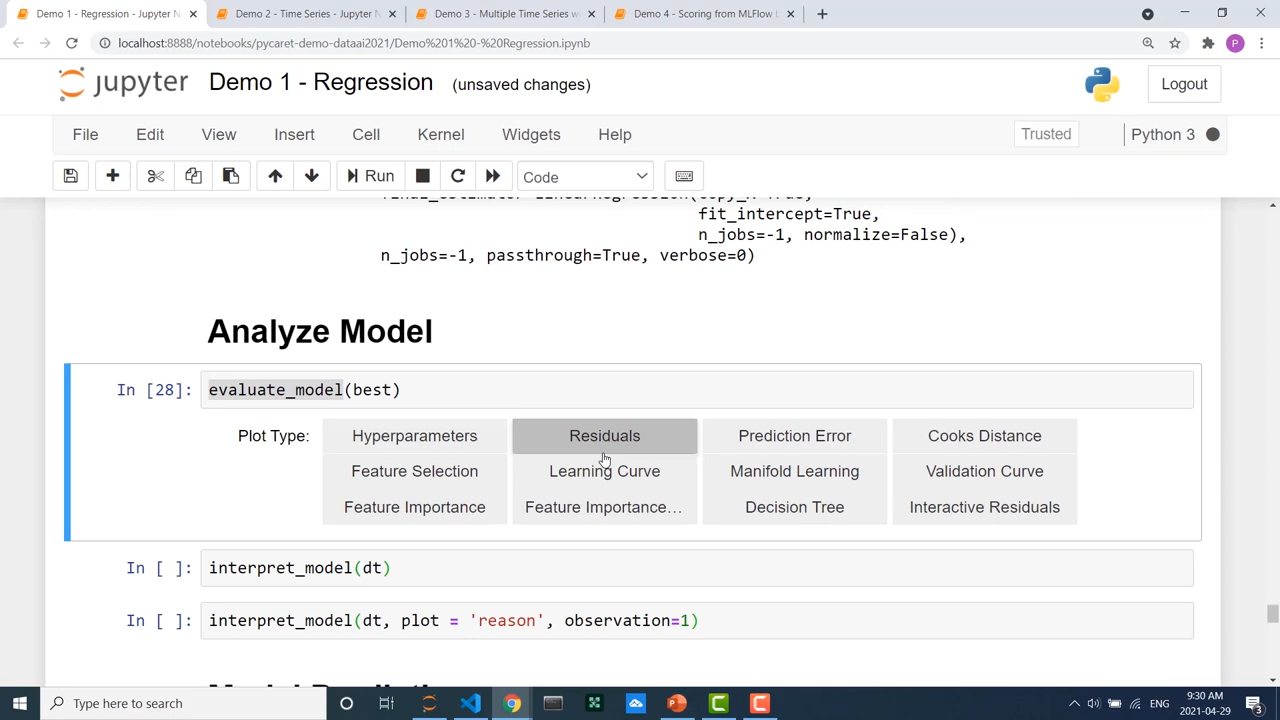 Demo 1 - Regression - Jupyter N
Demo 2 - Time Series - Jupyter N
Demo 3 - Multiple Time Series w
Demo 4 - Scoring from MLFlow L
localhost:8888/notebooks/pycaret-demo-dataai2021/Demo%201%20-%20Regression.ipynb
P
jupyter Demo 1 - Regression (unsaved changes) Logout
File Edit View Insert Cell Kernel Widgets Help Trusted Python 3
Run Code
fit_intercept=True,
n_jobs=-1, normalize=False),
n_jobs=-1, passthrough=True, verbose=0)
Analyze Model
In [28]: evaluate_model(best)
Plot Type: Hyperparameters Residuals Prediction Error Cooks Distance
Feature Selection Learning Curve Manifold Learning Validation Curve
Feature Importance Feature Importance… Decision Tree Interactive Residuals
In [ ]: interpret_model(dt)
In [ ]: interpret_model(dt, plot = 'reason', observation=1)
Type here to search
ENG
9:30 AM
2021-04-29
3